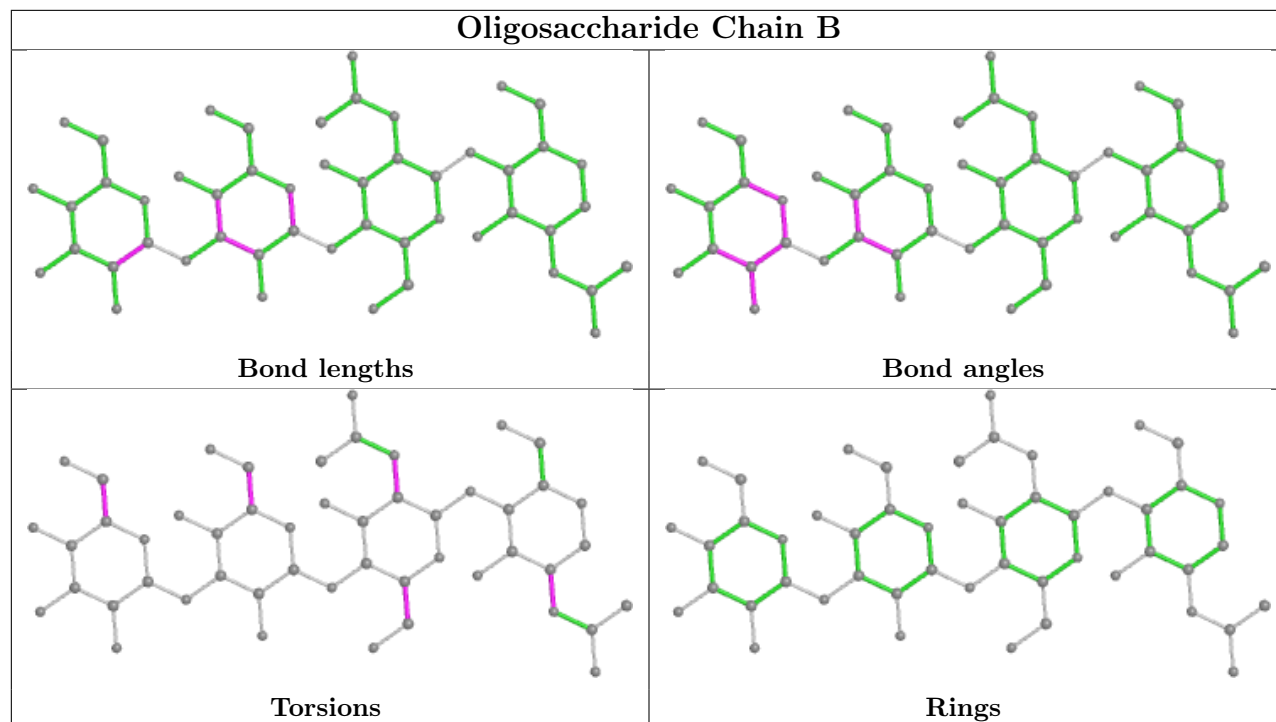 Oligosaccharide Chain B
Bond lengths
Bond angles
Torsions
Rings